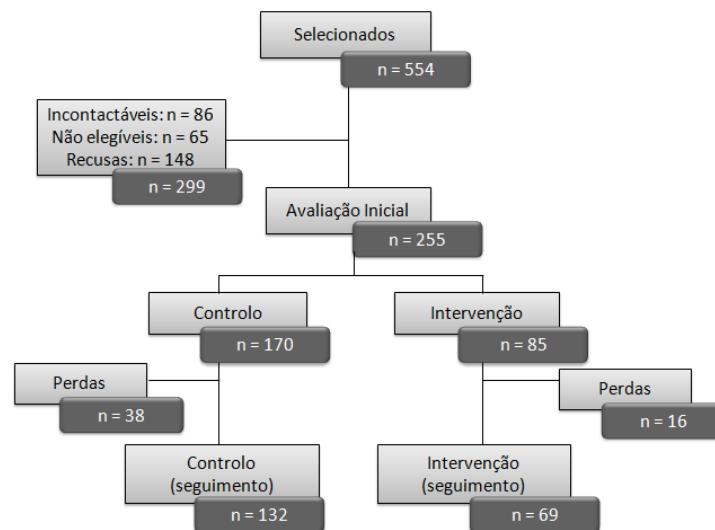 Selecionados
n = 554
Incontactáveis: n = 86
Não elegíveis: n = 65
Recusas: n = 148
n = 299
Avaliação Inicial
n = 255
Controlo
n = 170
Intervenção
n = 85
Perdas
n = 38
Perdas
n = 16
Controlo
(seguimento)
n = 132
Intervenção
(seguimento)
n = 69